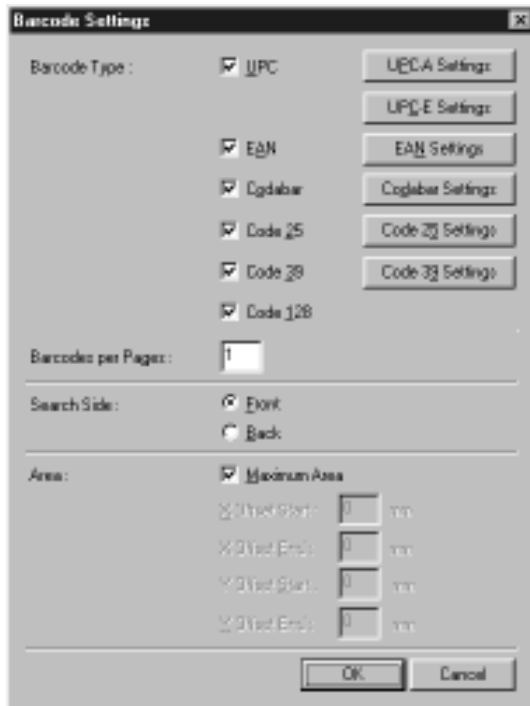 Barcode Settings
Barcode Type : UPC UPC-A Settings
UPC-E Settings
EAN EAN Settings
Codabar Codabar Settings
Code 25 Code 25 Settings
Code 39 Code 39 Settings
Code 128
Barcodes per Pages : 1
Search Side : Front
Back
Area : Maximum Area
X Offset Start : 0 mm
X Offset End : 0 mm
Y Offset Start : 0 mm
Y Offset End : 0 mm
OK Cancel